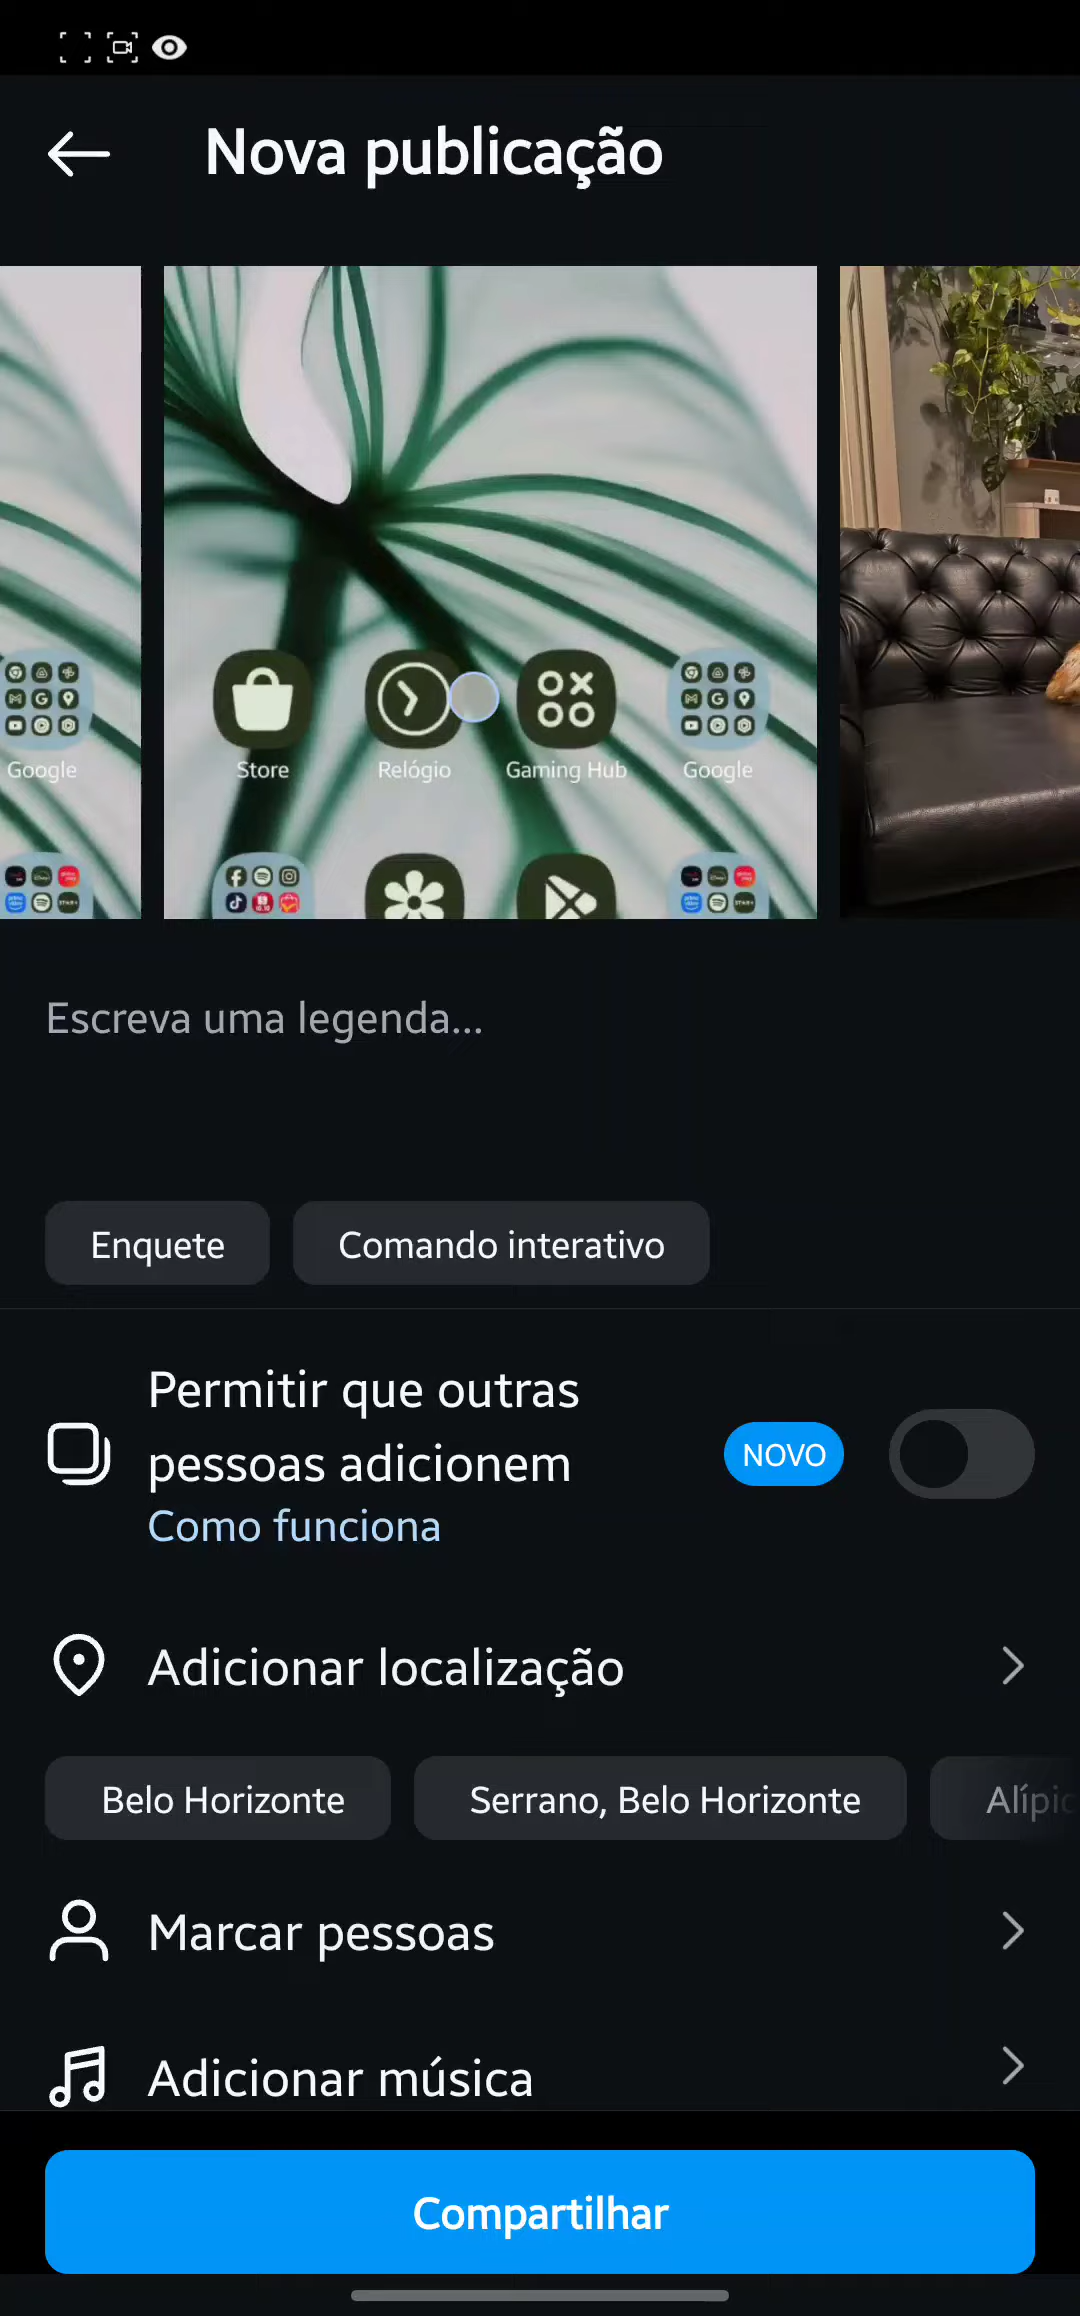 Nova publicação
Google
Store
Relógio
Gaming Hub
Google
Escreva uma legenda...
Enquete
Comando interativo
Permitir que outras
pessoas adicionem
NOVO
Como funciona
Adicionar localização
Belo Horizonte
Serrano, Belo Horizonte
Marcar pessoas
Adicionar música
Compartilhar